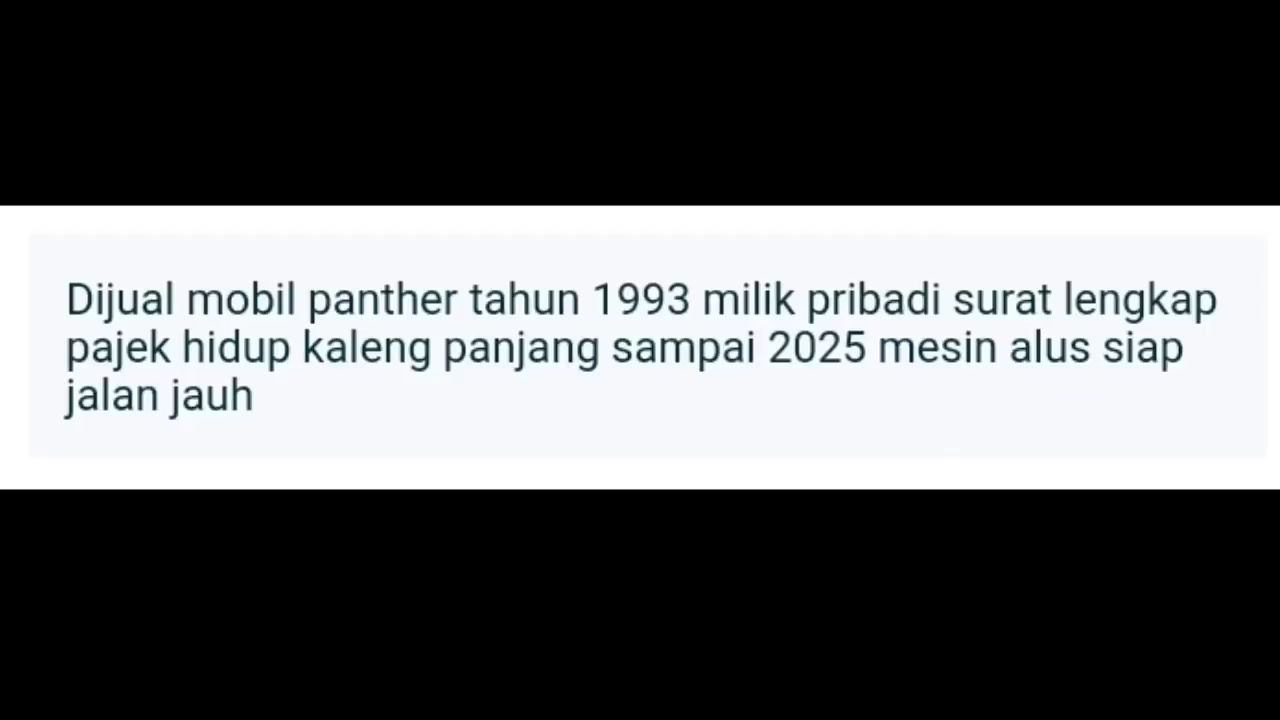 Dijual mobil panther tahun 1993 milik pribadi surat lengkap
pajek hidup kaleng panjang sampai 2025 mesin alus siap
jalan jauh